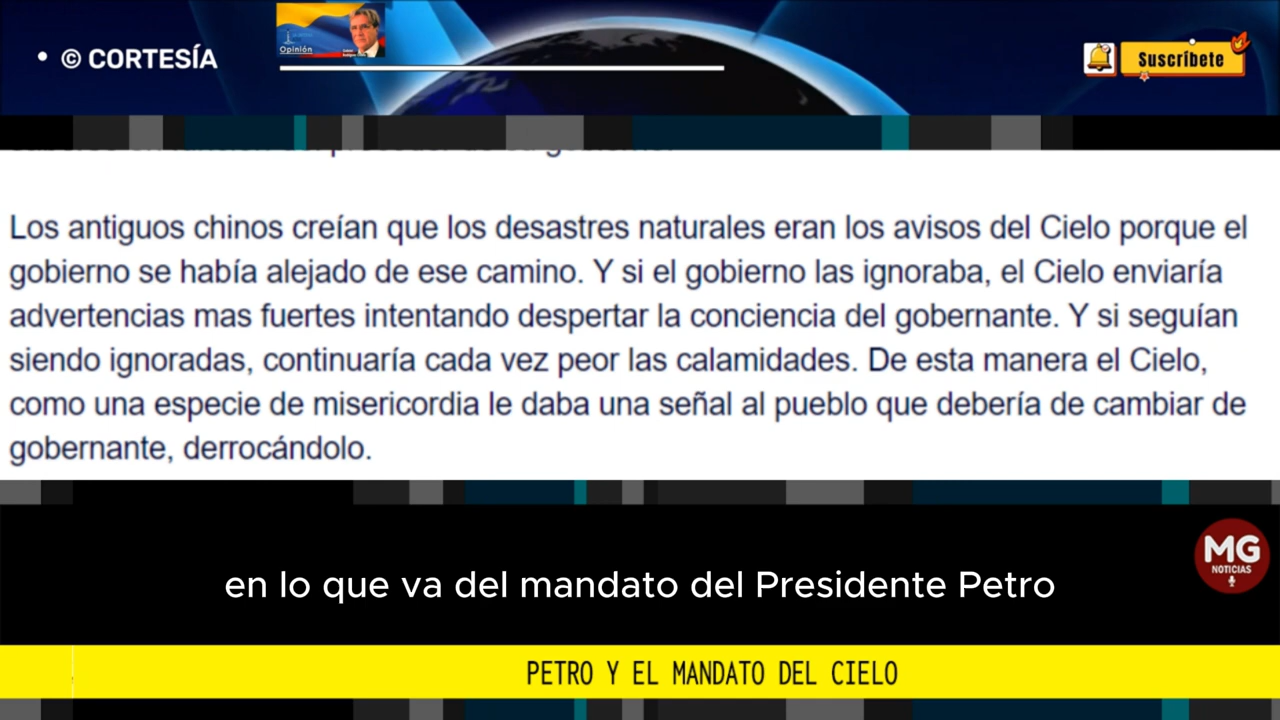 • © CORTESÍA
Opinión
Suscríbete
Los antiguos chinos creían que los desastres naturales eran los avisos del Cielo porque el
gobierno se había alejado de ese camino. Y si el gobierno las ignoraba, el Cielo enviaría
advertencias mas fuertes intentando despertar la conciencia del gobernante. Y si seguían
siendo ignoradas, continuaría cada vez peor las calamidades. De esta manera el Cielo,
como una especie de misericordia le daba una señal al pueblo que debería de cambiar de
gobernante, derrocándolo.
MG
NOTICIAS
en lo que va del mandato del Presidente Petro
PETRO Y EL MANDATO DEL CIELO